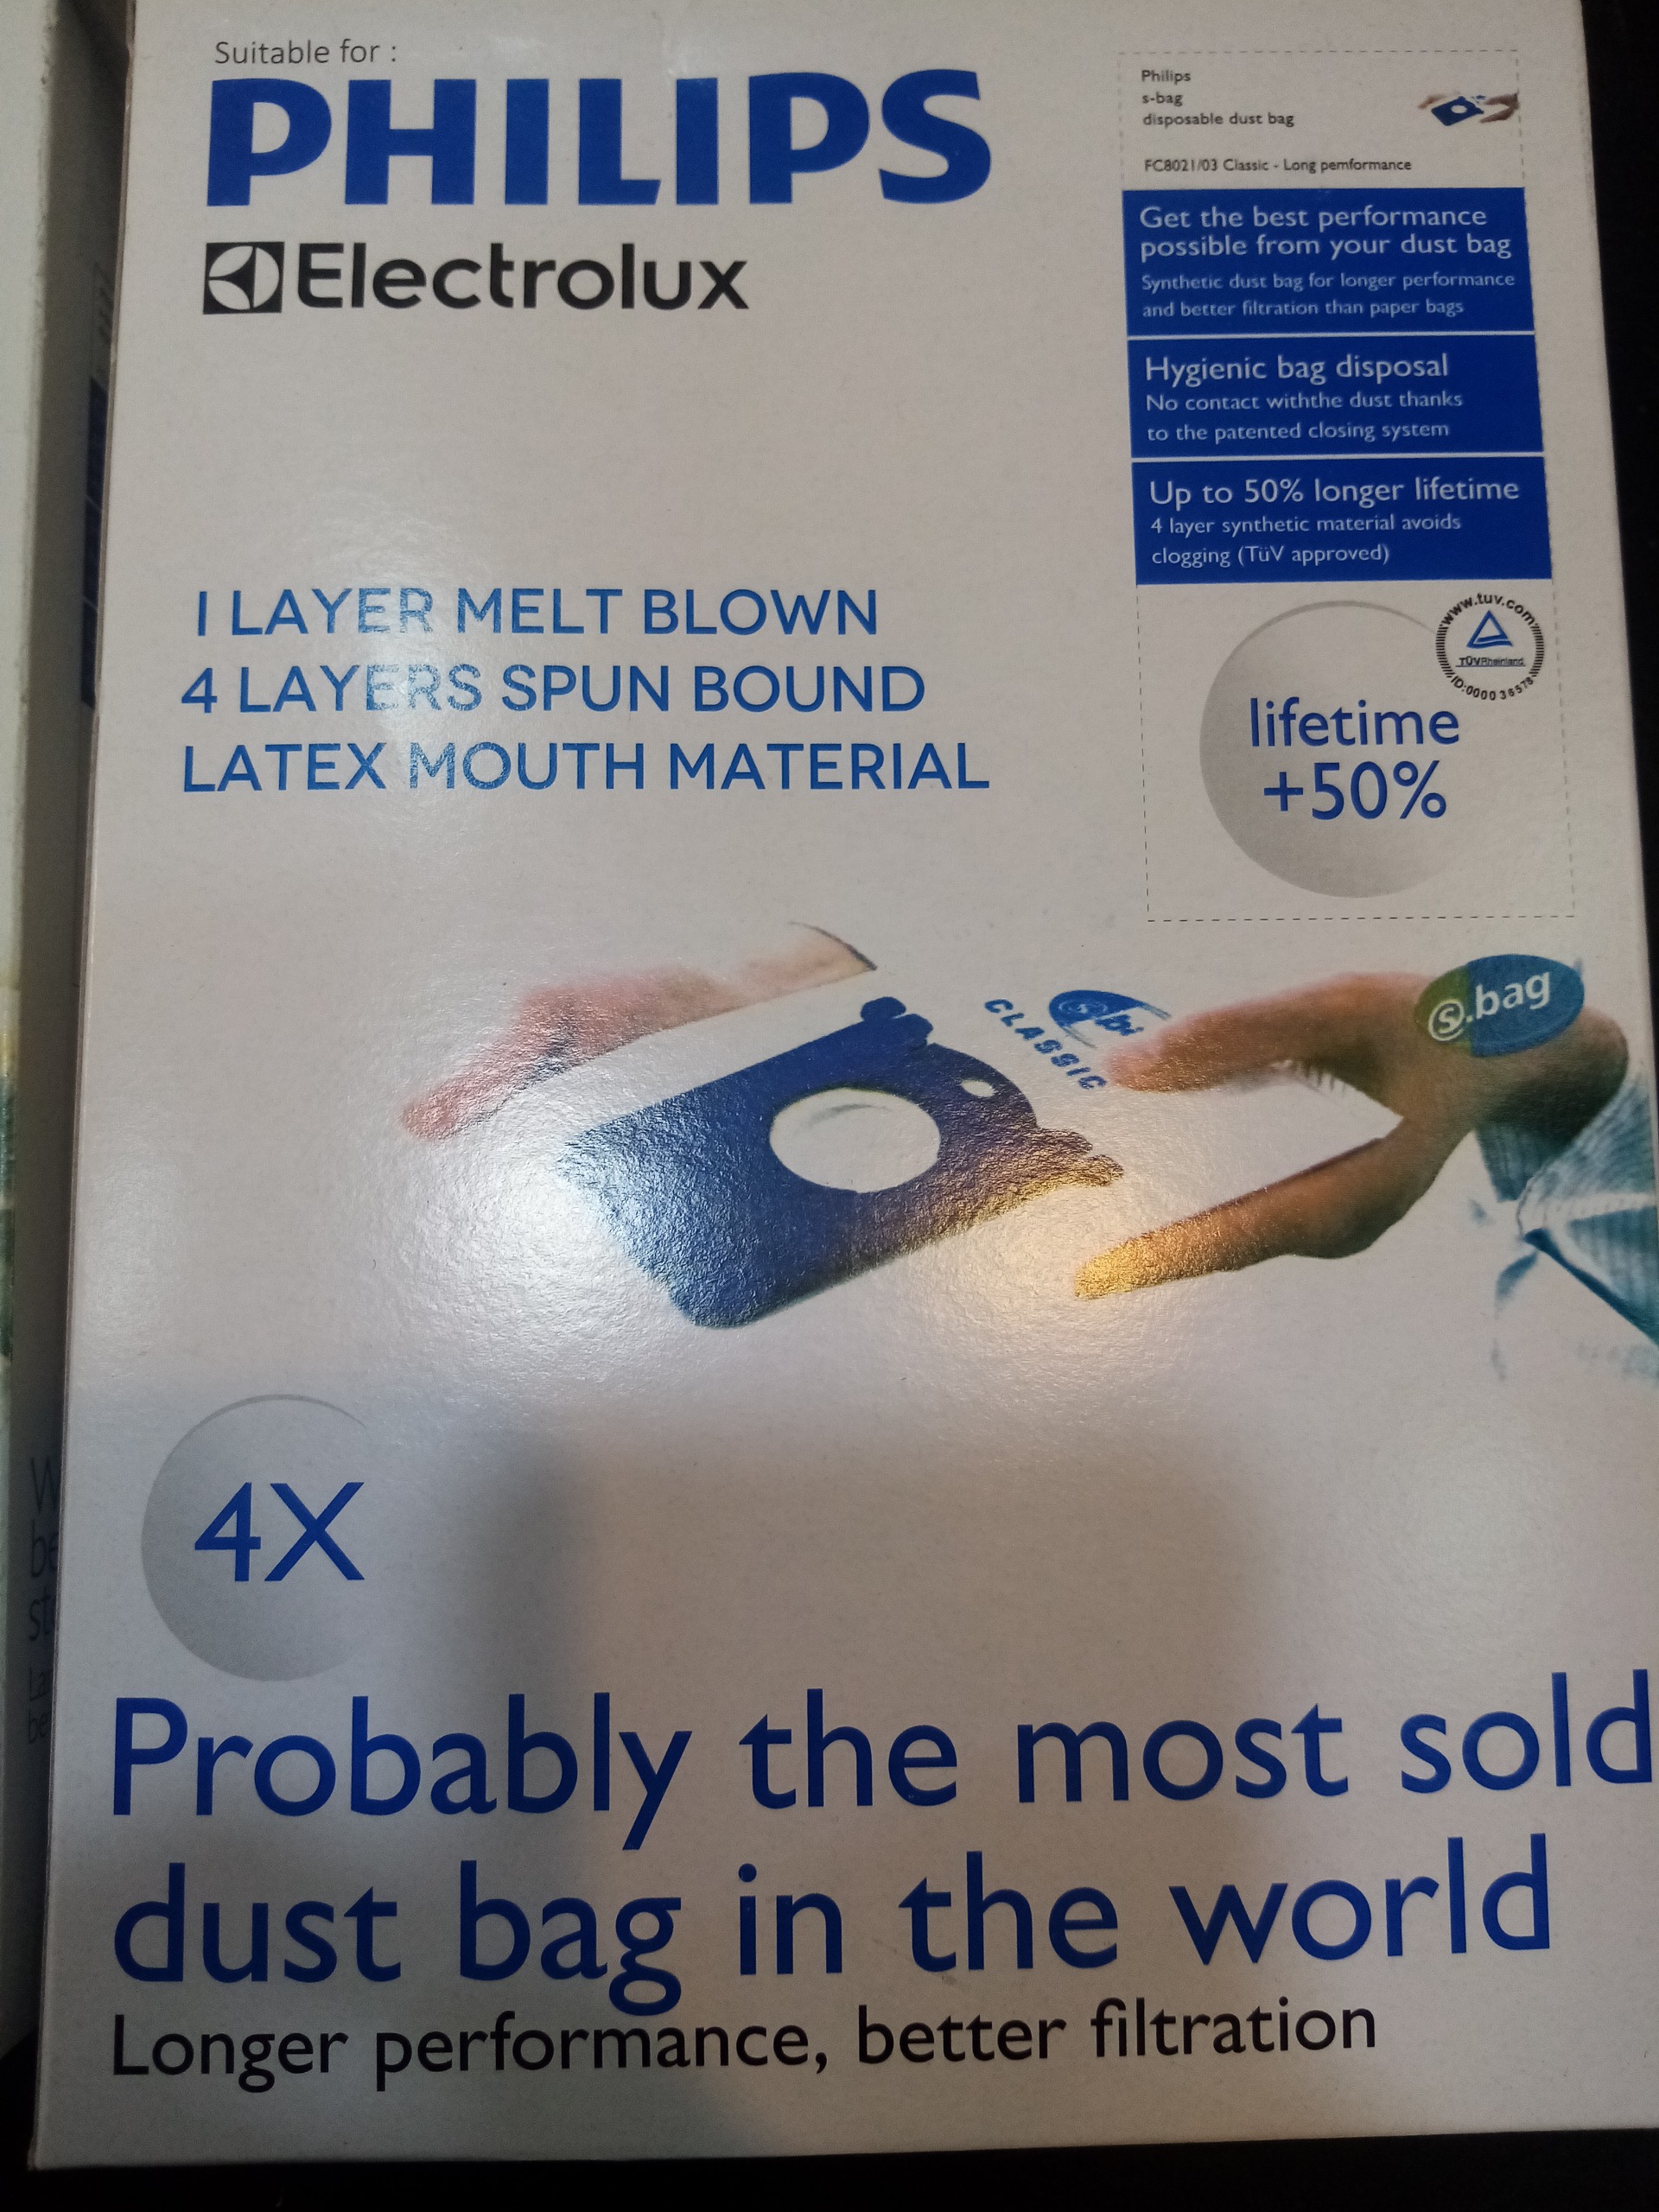 Suitable for :
PHILIPS
Electrolux
Philips
s-bag
disposable dust bag
FC8021/03 Classic - Long pemformance
Get the best performance
possible from your dust bag
Synthetic dust bag for longer performance
and better filtration than paper bags
Hygienic bag disposal
No contact withthe dust thanks
to the patented closing system
Up to 50% longer lifetime
4 layer synthetic material avoids
clogging (TüV approved)
www.tuv.com
TÜVRheinland
ID:0000 36578
lifetime
+50%
1 LAYER MELT BLOWN
4 LAYERS SPUN BOUND
LATEX MOUTH MATERIAL
CLASSIC
s.bag
4X
Probably the most sold
dust bag in the world
Longer performance, better filtration